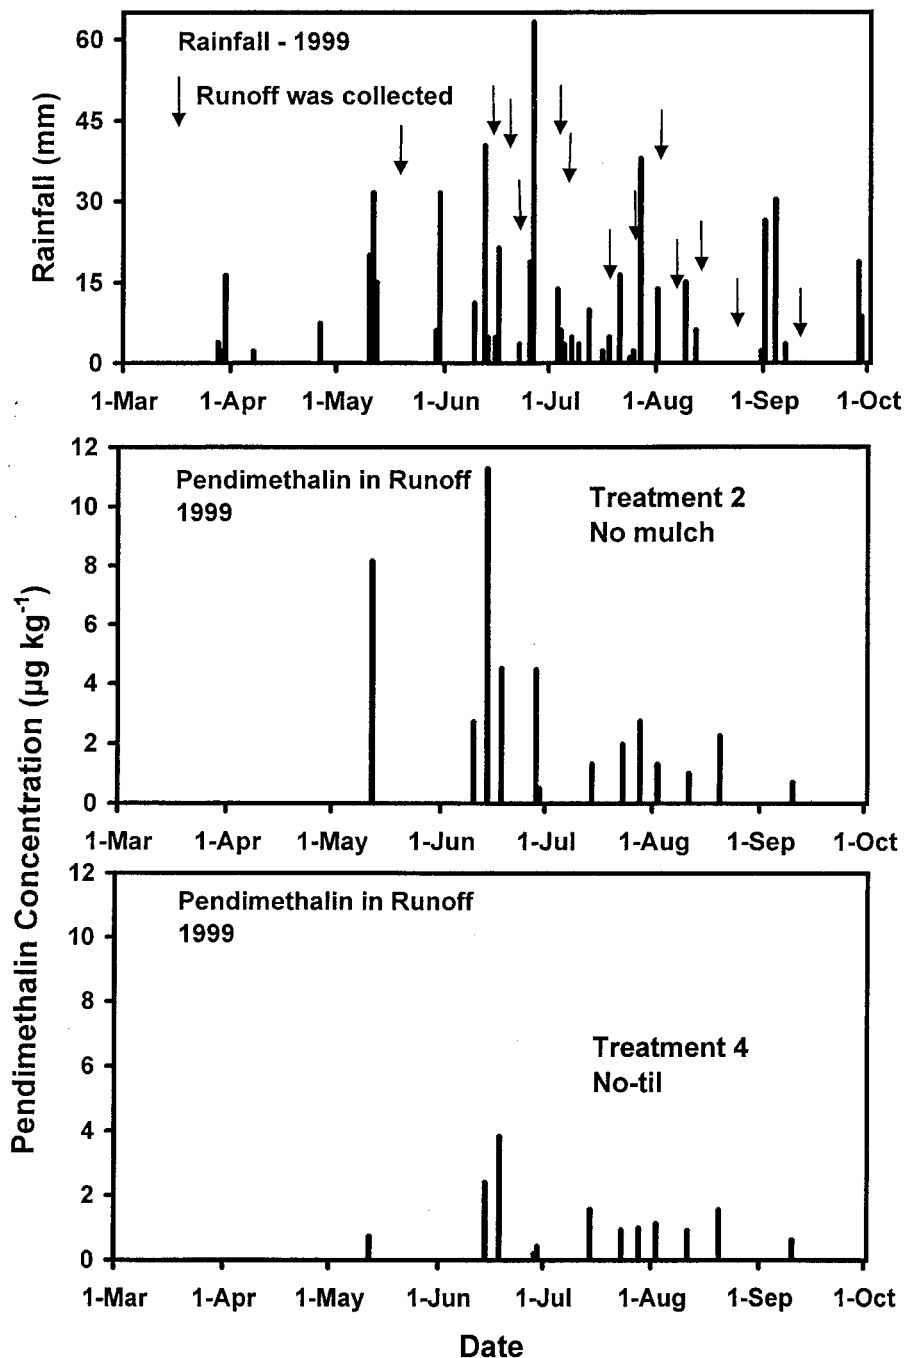 Rainfall - 1999
Runoff was collected
Rainfall (mm)
60
45
30
15
0
1-Mar 1-Apr 1-May 1-Jun 1-Jul 1-Aug 1-Sep 1-Oct
Pendimethalin in Runoff
1999
Treatment 2
No mulch
12
10
8
6
4
2
0
1-Mar 1-Apr 1-May 1-Jun 1-Jul 1-Aug 1-Sep 1-Oct
Pendimethalin Concentration (µg kg⁻¹)
Pendimethalin in Runoff
1999
Treatment 4
No-til
12
10
8
6
4
2
0
1-Mar 1-Apr 1-May 1-Jun 1-Jul 1-Aug 1-Sep 1-Oct
Date